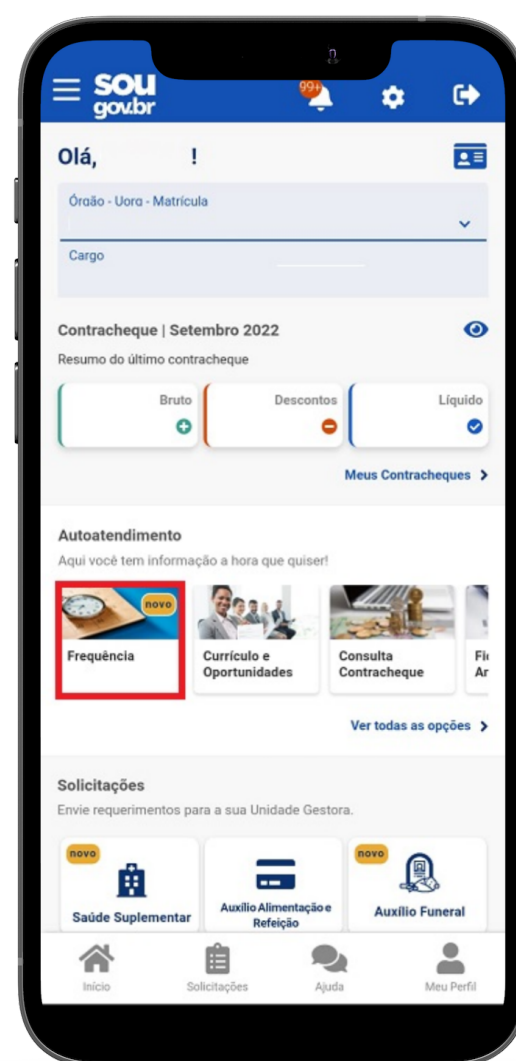 sou
gov.br
99+
Olá, !
Órgão - Uorg - Matrícula
Cargo
Contracheque | Setembro 2022
Resumo do último contracheque
Bruto
Descontos
Líquido
Meus Contracheques
Autoatendimento
Aqui você tem informação a hora que quiser!
novo
Frequência
Currículo e
Oportunidades
Consulta
Contracheque
Ver todas as opções
Solicitações
Envie requerimentos para a sua Unidade Gestora.
novo
Saúde Suplementar
Auxílio Alimentação e
Refeição
novo
Auxílio Funeral
Início
Solicitações
Ajuda
Meu Perfil